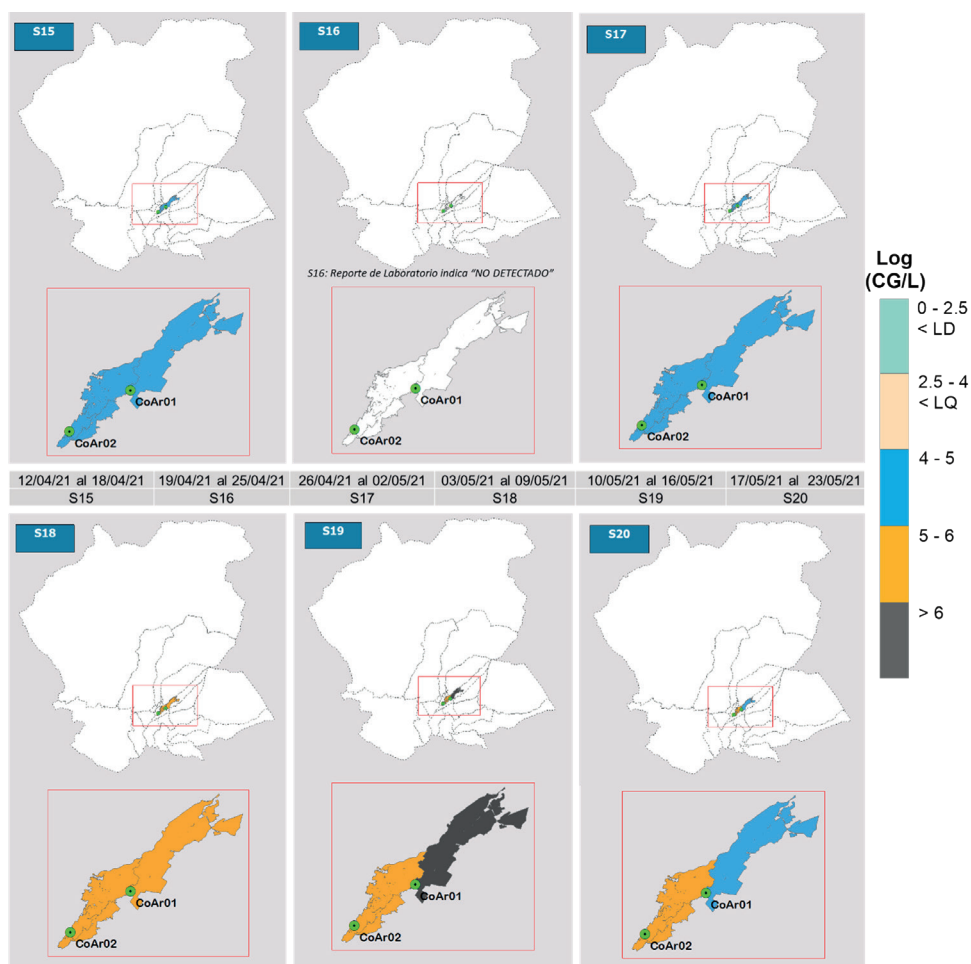 S15
S16
S17
S16: Reporte de Laboratorio indica “NO DETECTADO”
CoAr01
CoAr02
CoAr01
CoAr02
CoAr01
CoAr02
Log
(CG/L)
0 - 2.5
< LD
2.5 - 4
< LQ
4 - 5
5 - 6
> 6
12/04/21 al 18/04/21 19/04/21 al 25/04/21 26/04/21 al 02/05/21 03/05/21 al 09/05/21 10/05/21 al 16/05/21 17/05/21 al 23/05/21
S15 S16 S17 S18 S19 S20
S18
S19
S20
CoAr01
CoAr02
CoAr01
CoAr02
CoAr01
CoAr02